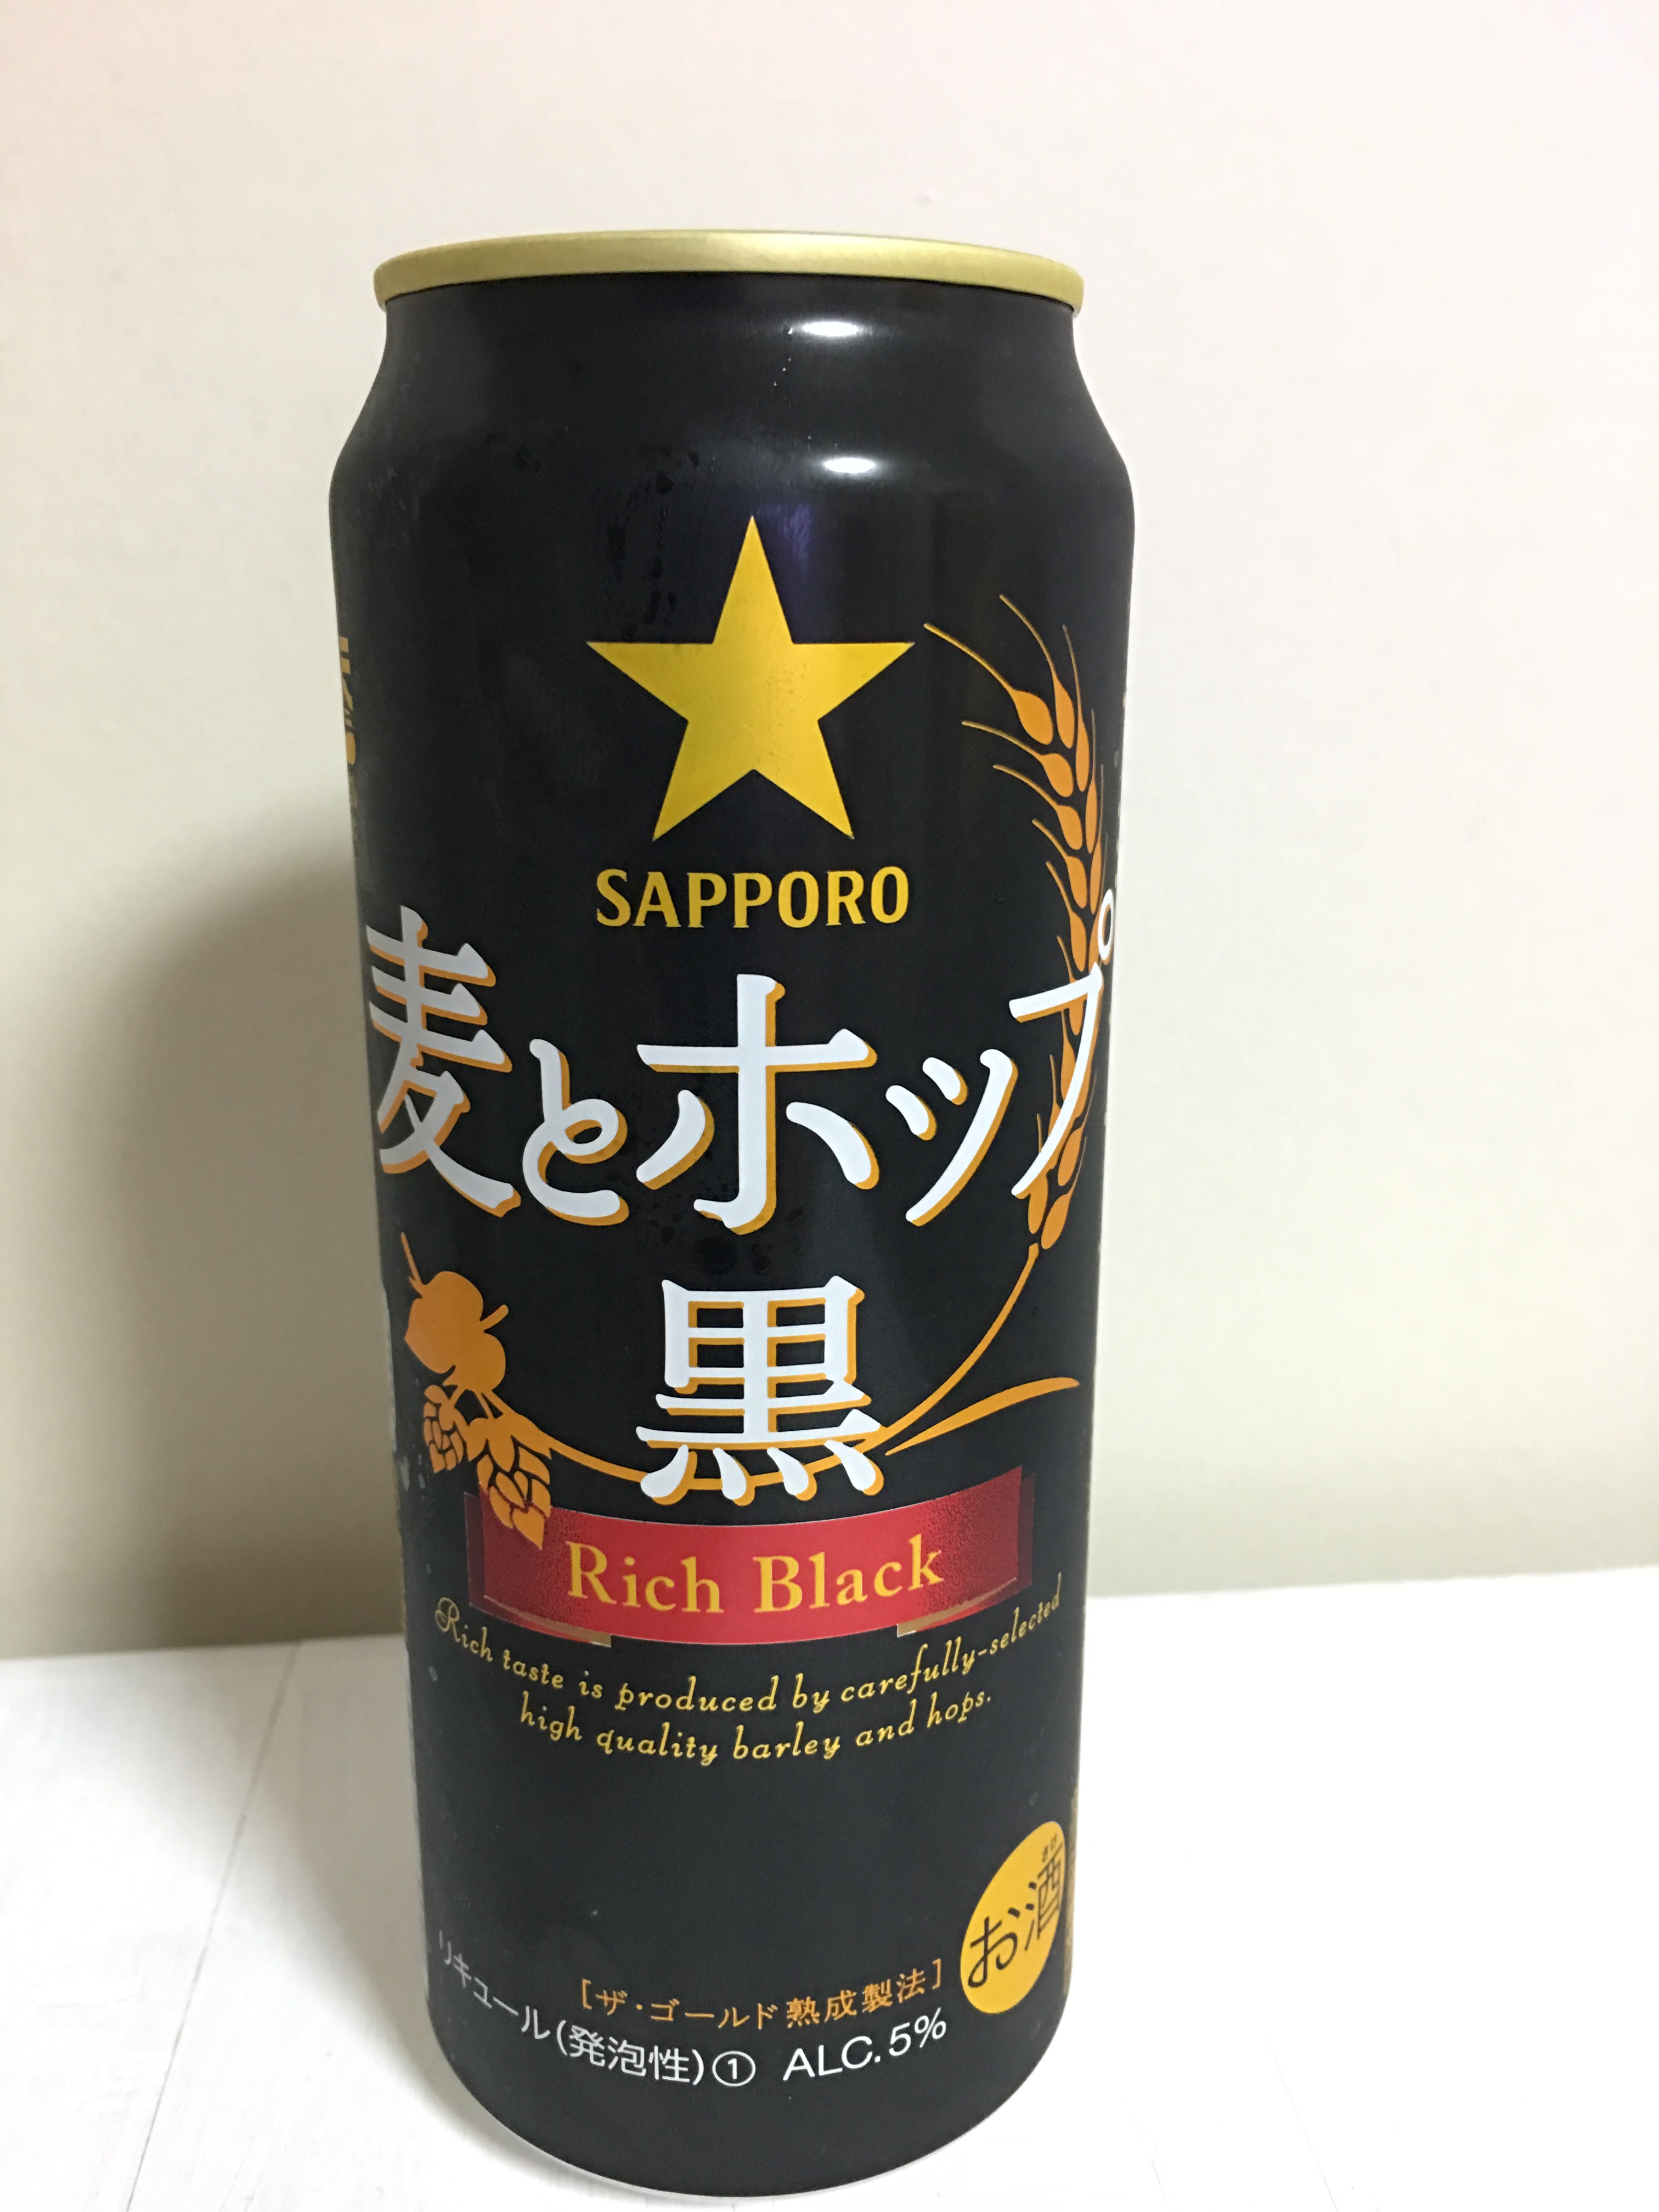 SAPPORO
麦とホップ
黒
Rich Black
Rich taste is produced by carefully-selected
high quality barley and hops.
さけ
お酒
[ザ・ゴールド熟成製法]
リキュール(発泡性)① ALC.5%